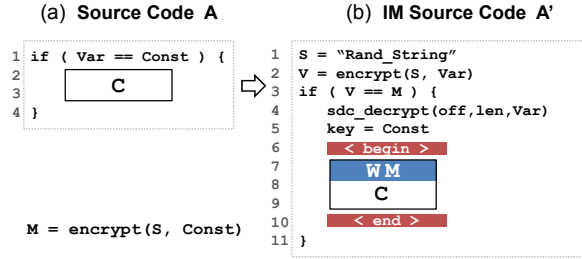 (a) Source Code A
1 if ( Var == Const ) {
2
C
3
4 }
M = encrypt(S, Const)
(b) IM Source Code A’
1 S = “Rand_String”
2 V = encrypt(S, Var)
3 if ( V == M ) {
4 sdc_decrypt(off,len,Var)
5 key = Const
6 < begin >
7 WM
8 C
9
10 < end >
11 }